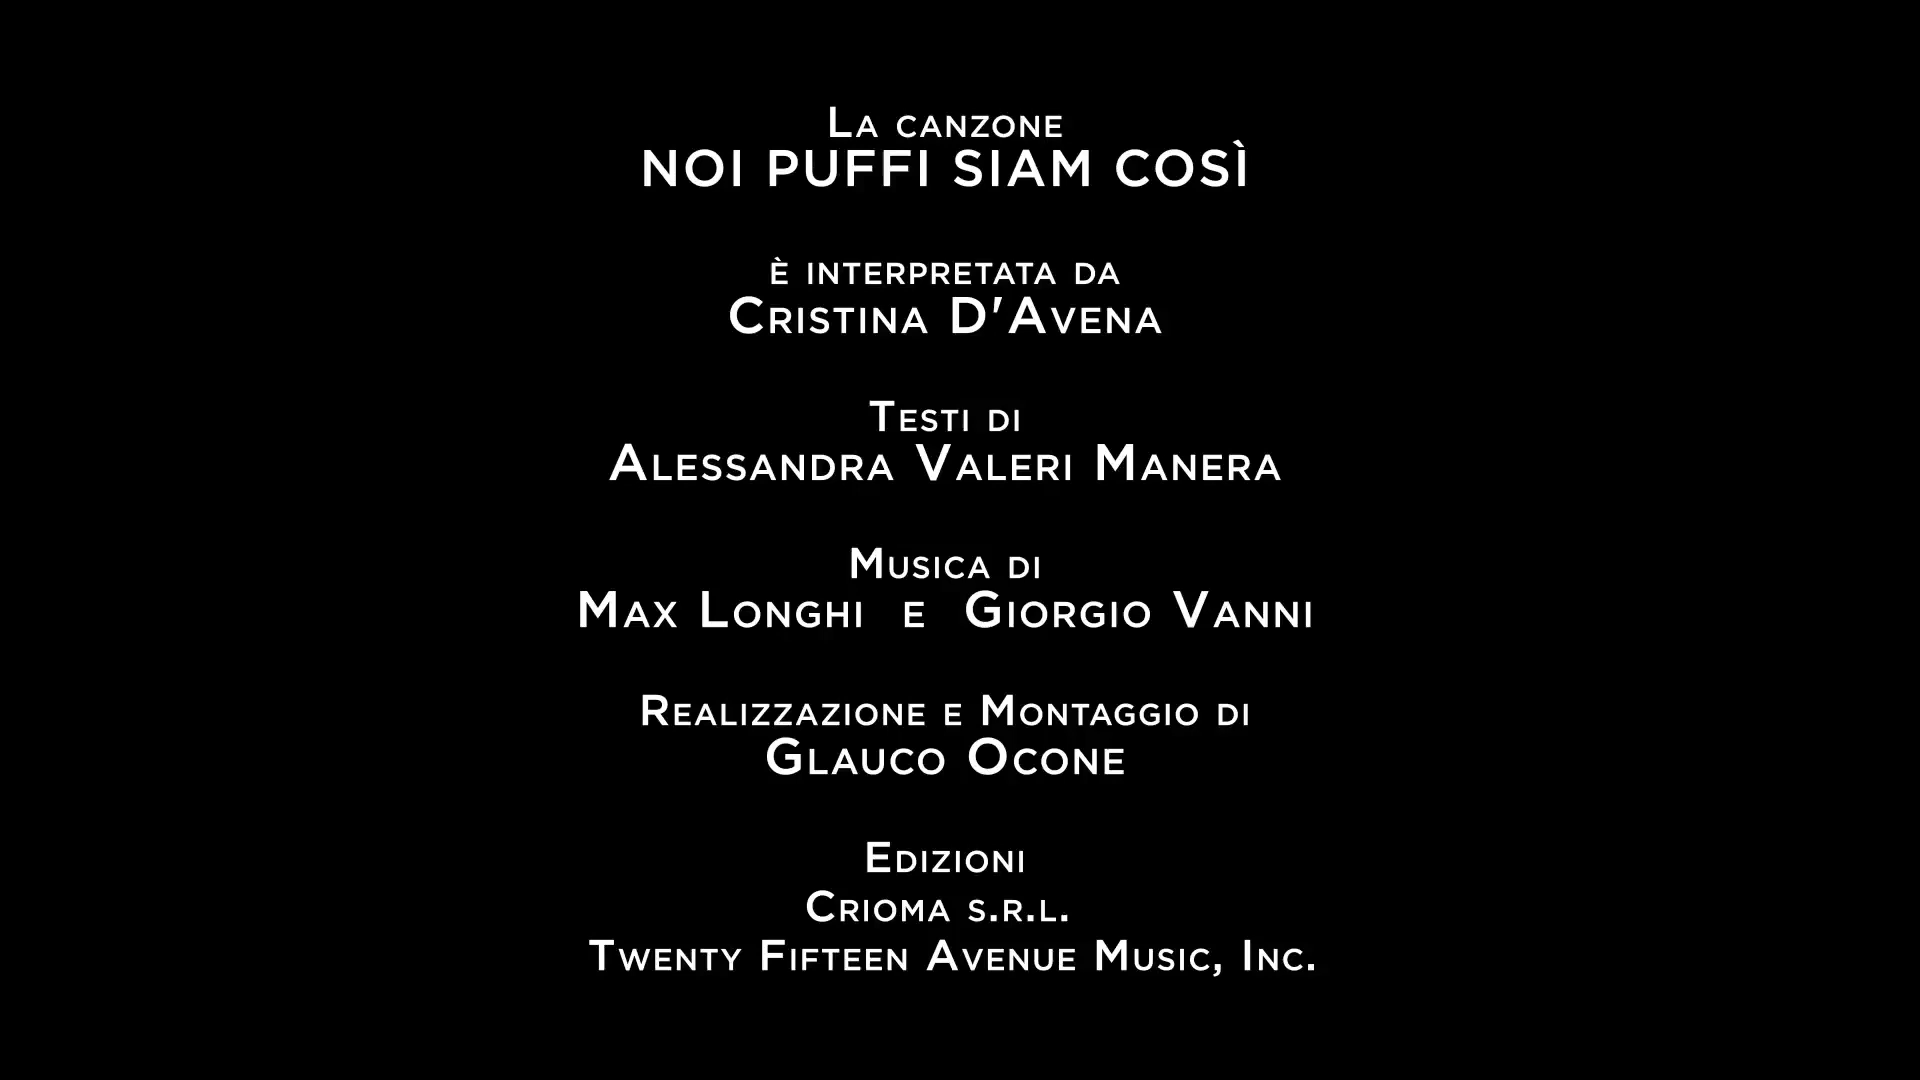 La canzone
NOI PUFFI SIAM COSÌ
è interpretata da
Cristina D'Avena
Testi di
Alessandra Valeri Manera
Musica di
Max Longhi e Giorgio Vanni
Realizzazione e Montaggio di
Glauco Ocone
Edizioni
Crioma s.r.l.
Twenty Fifteen Avenue Music, Inc.